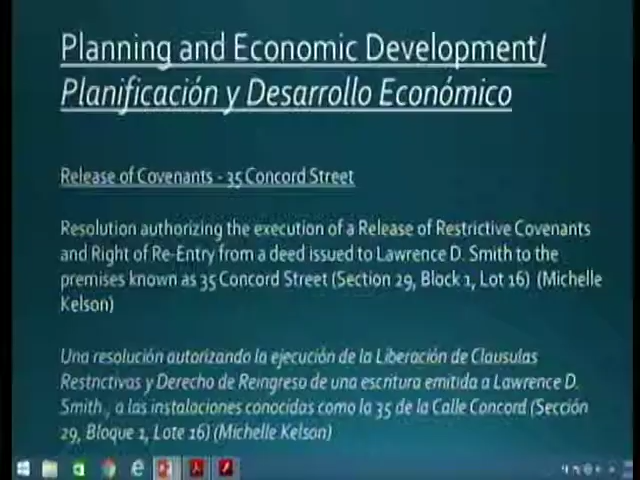 Planning and Economic Development/
Planificación y Desarrollo Económico
Release of Covenants - 35 Concord Street
Resolution authorizing the execution of a Release of Restrictive Covenants
and Right of Re-Entry from a deed issued to Lawrence D. Smith to the
premises known as 35 Concord Street (Section 29, Block 1, Lot 16) (Michelle
Kelson)
Una resolución autorizando la ejecución de la Liberación de Clausulas
Restrictivas y Derecho de Reingreso de una escritura emitida a Lawrence D.
Smith , a las instalaciones conocidas como la 35 de la Calle Concord (Sección
29, Bloque 1, Lote 16) (Michelle Kelson)